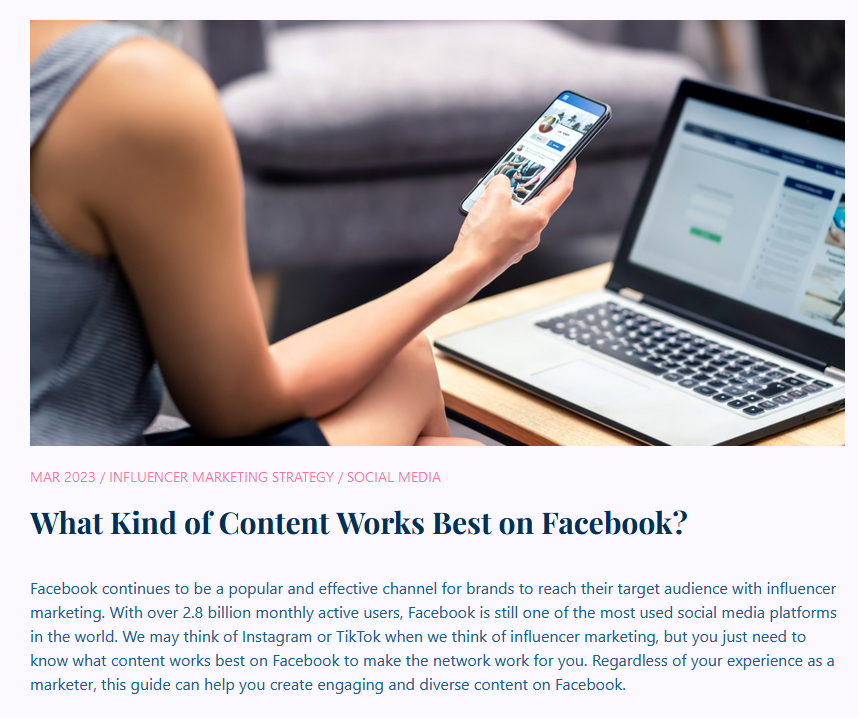 MAR 2023 / INFLUENCER MARKETING STRATEGY / SOCIAL MEDIA
What Kind of Content Works Best on Facebook?
Facebook continues to be a popular and effective channel for brands to reach their target audience with influencer
marketing. With over 2.8 billion monthly active users, Facebook is still one of the most used social media platforms
in the world. We may think of Instagram or TikTok when we think of influencer marketing, but you just need to
know what content works best on Facebook to make the network work for you. Regardless of your experience as a
marketer, this guide can help you create engaging and diverse content on Facebook.